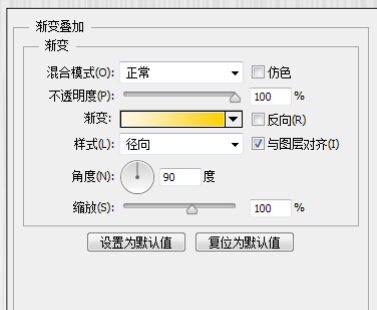 渐变叠加
渐变
混合模式(O): 正常 仿色
不透明度(P): 100 %
渐变: 反向(R)
样式(L): 径向 与图层对齐(I)
角度(N): 90 度
缩放(S): 100 %
设置为默认值 复位为默认值